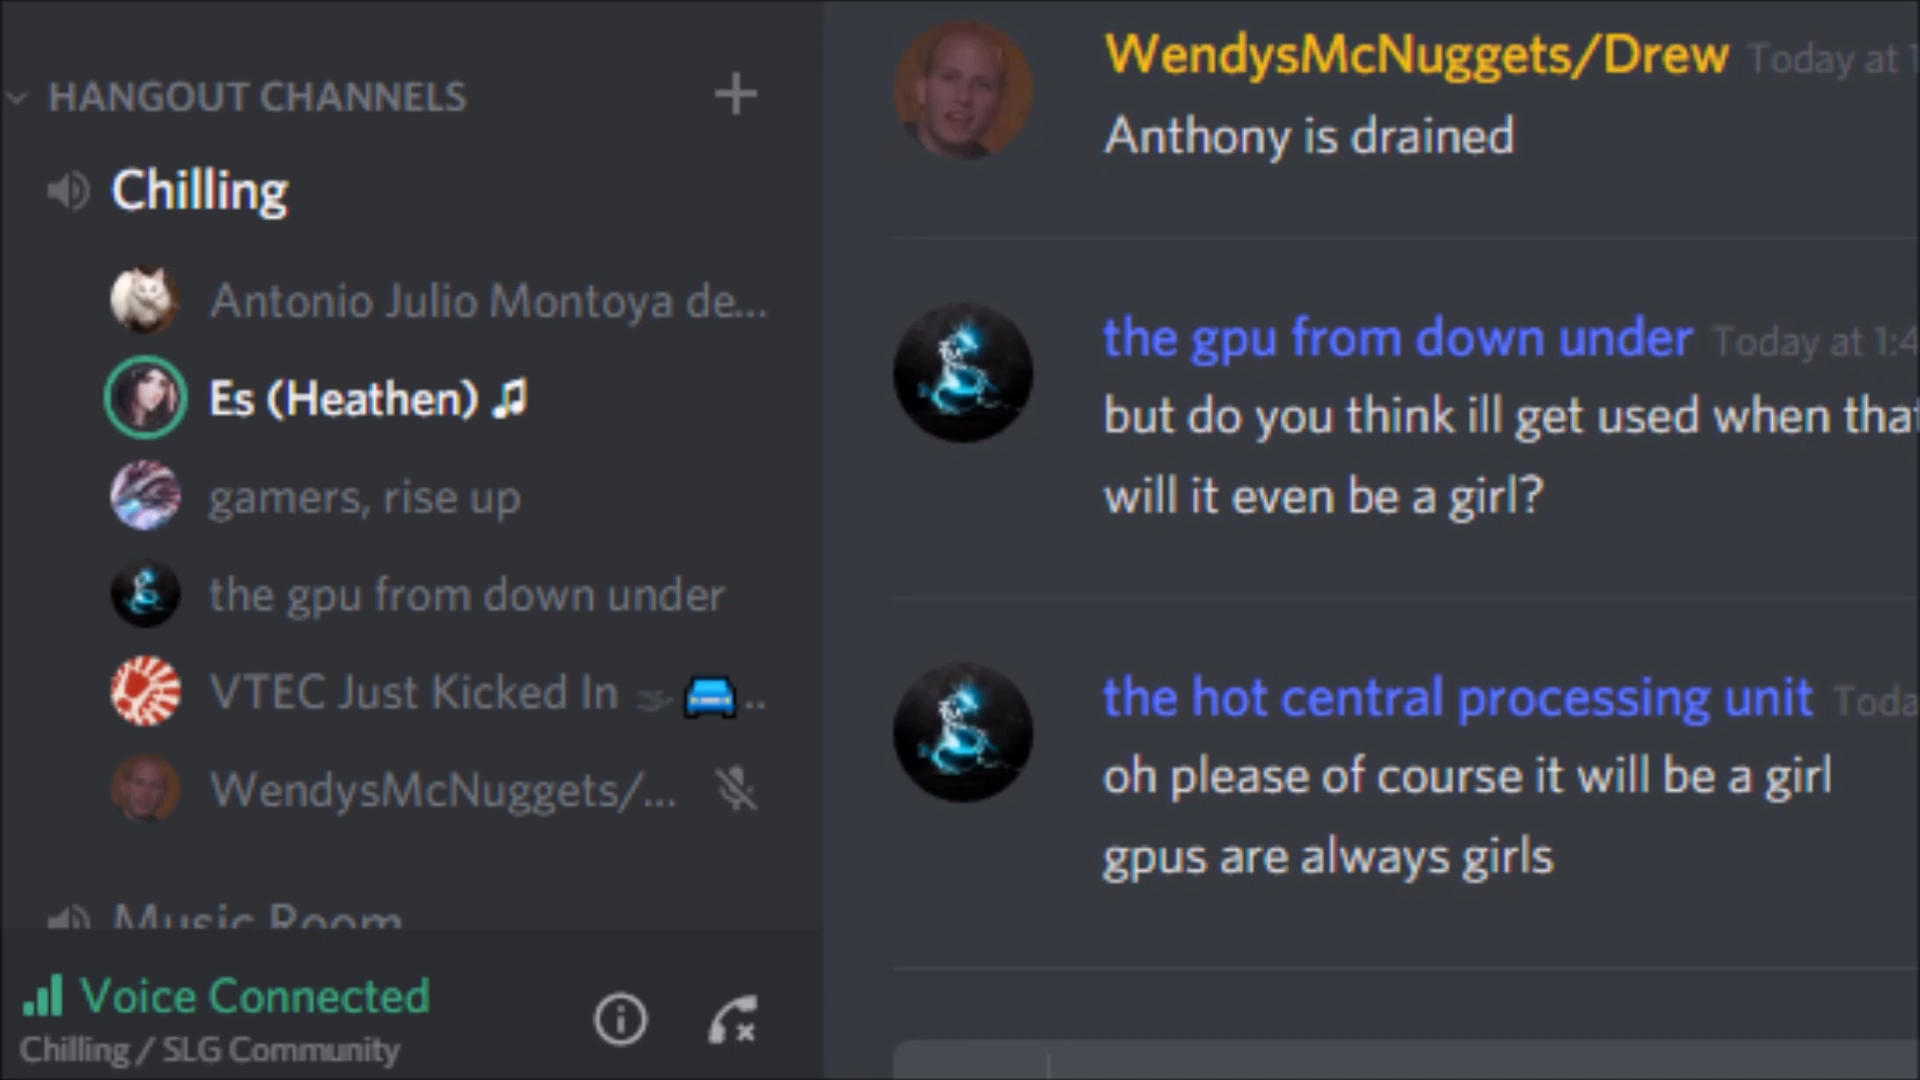 HANGOUT CHANNELS
Chilling
Antonio Julio Montoya de...
Es (Heathen) 🎵
gamers, rise up
the gpu from down under
VTEC Just Kicked In 💨🚙..
WendysMcNuggets/...
Music Room
Voice Connected
Chilling / SLG Community
WendysMcNuggets/Drew Today at 1
Anthony is drained
the gpu from down under Today at 1:4
but do you think ill get used when that
will it even be a girl?
the hot central processing unit Toda
oh please of course it will be a girl
gpus are always girls